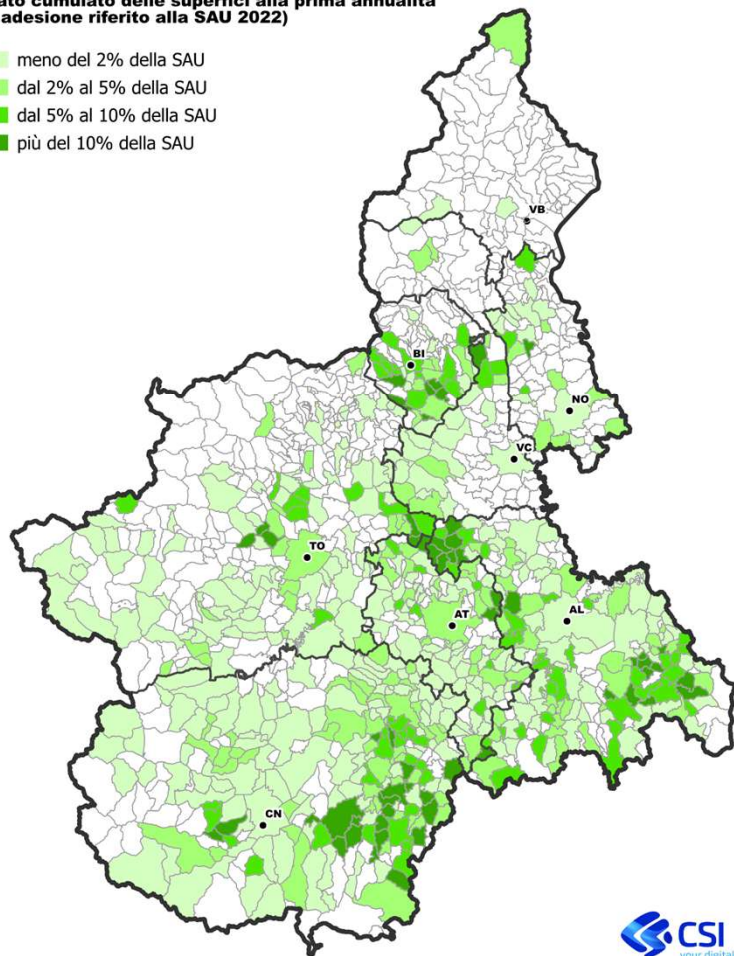 ato cumulato delle superfici alla prima annualità
adesione riferito alla SAU 2022)
meno del 2% della SAU
dal 2% al 5% della SAU
dal 5% al 10% della SAU
più del 10% della SAU
VB
BI
NO
VC
TO
AT
AL
CN
CSI
your digital